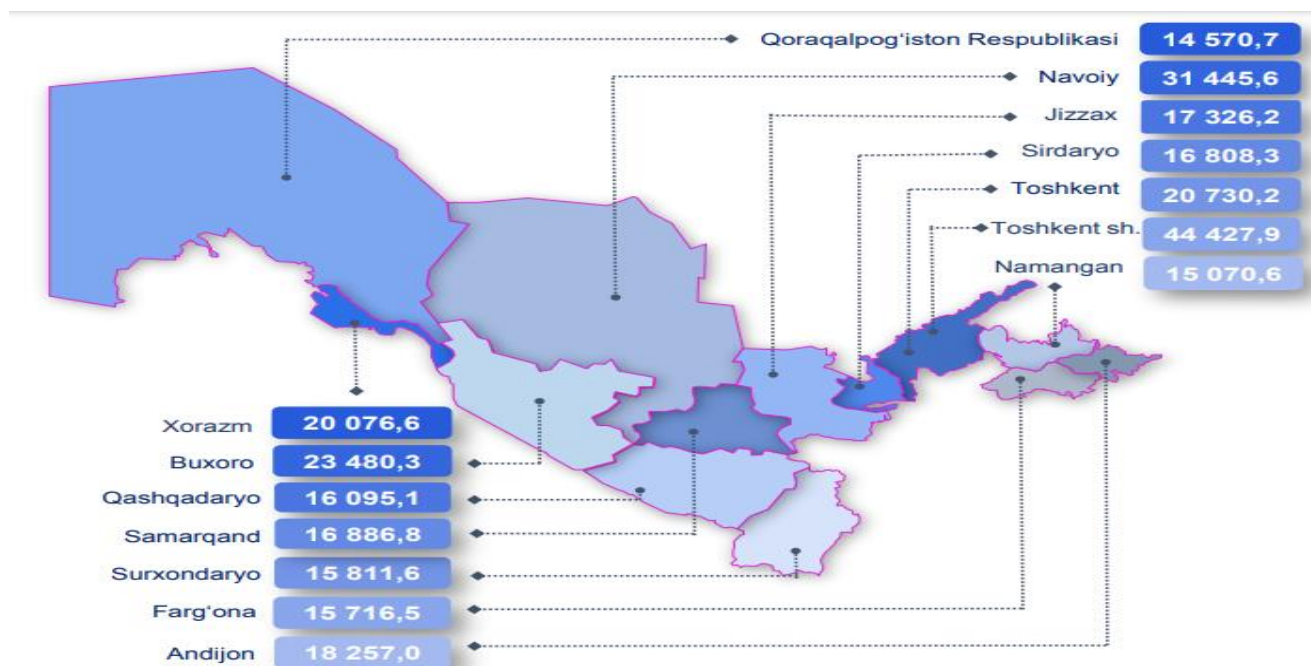 Qoraqalpog‘iston Respublikasi 14 570,7
Navoiy 31 445,6
Jizzax 17 326,2
Sirdaryo 16 808,3
Toshkent 20 730,2
Toshkent sh. 44 427,9
Namangan 15 070,6
Xorazm 20 076,6
Buxoro 23 480,3
Qashqadaryo 16 095,1
Samarqand 16 886,8
Surxondaryo 15 811,6
Farg‘ona 15 716,5
Andijon 18 257,0